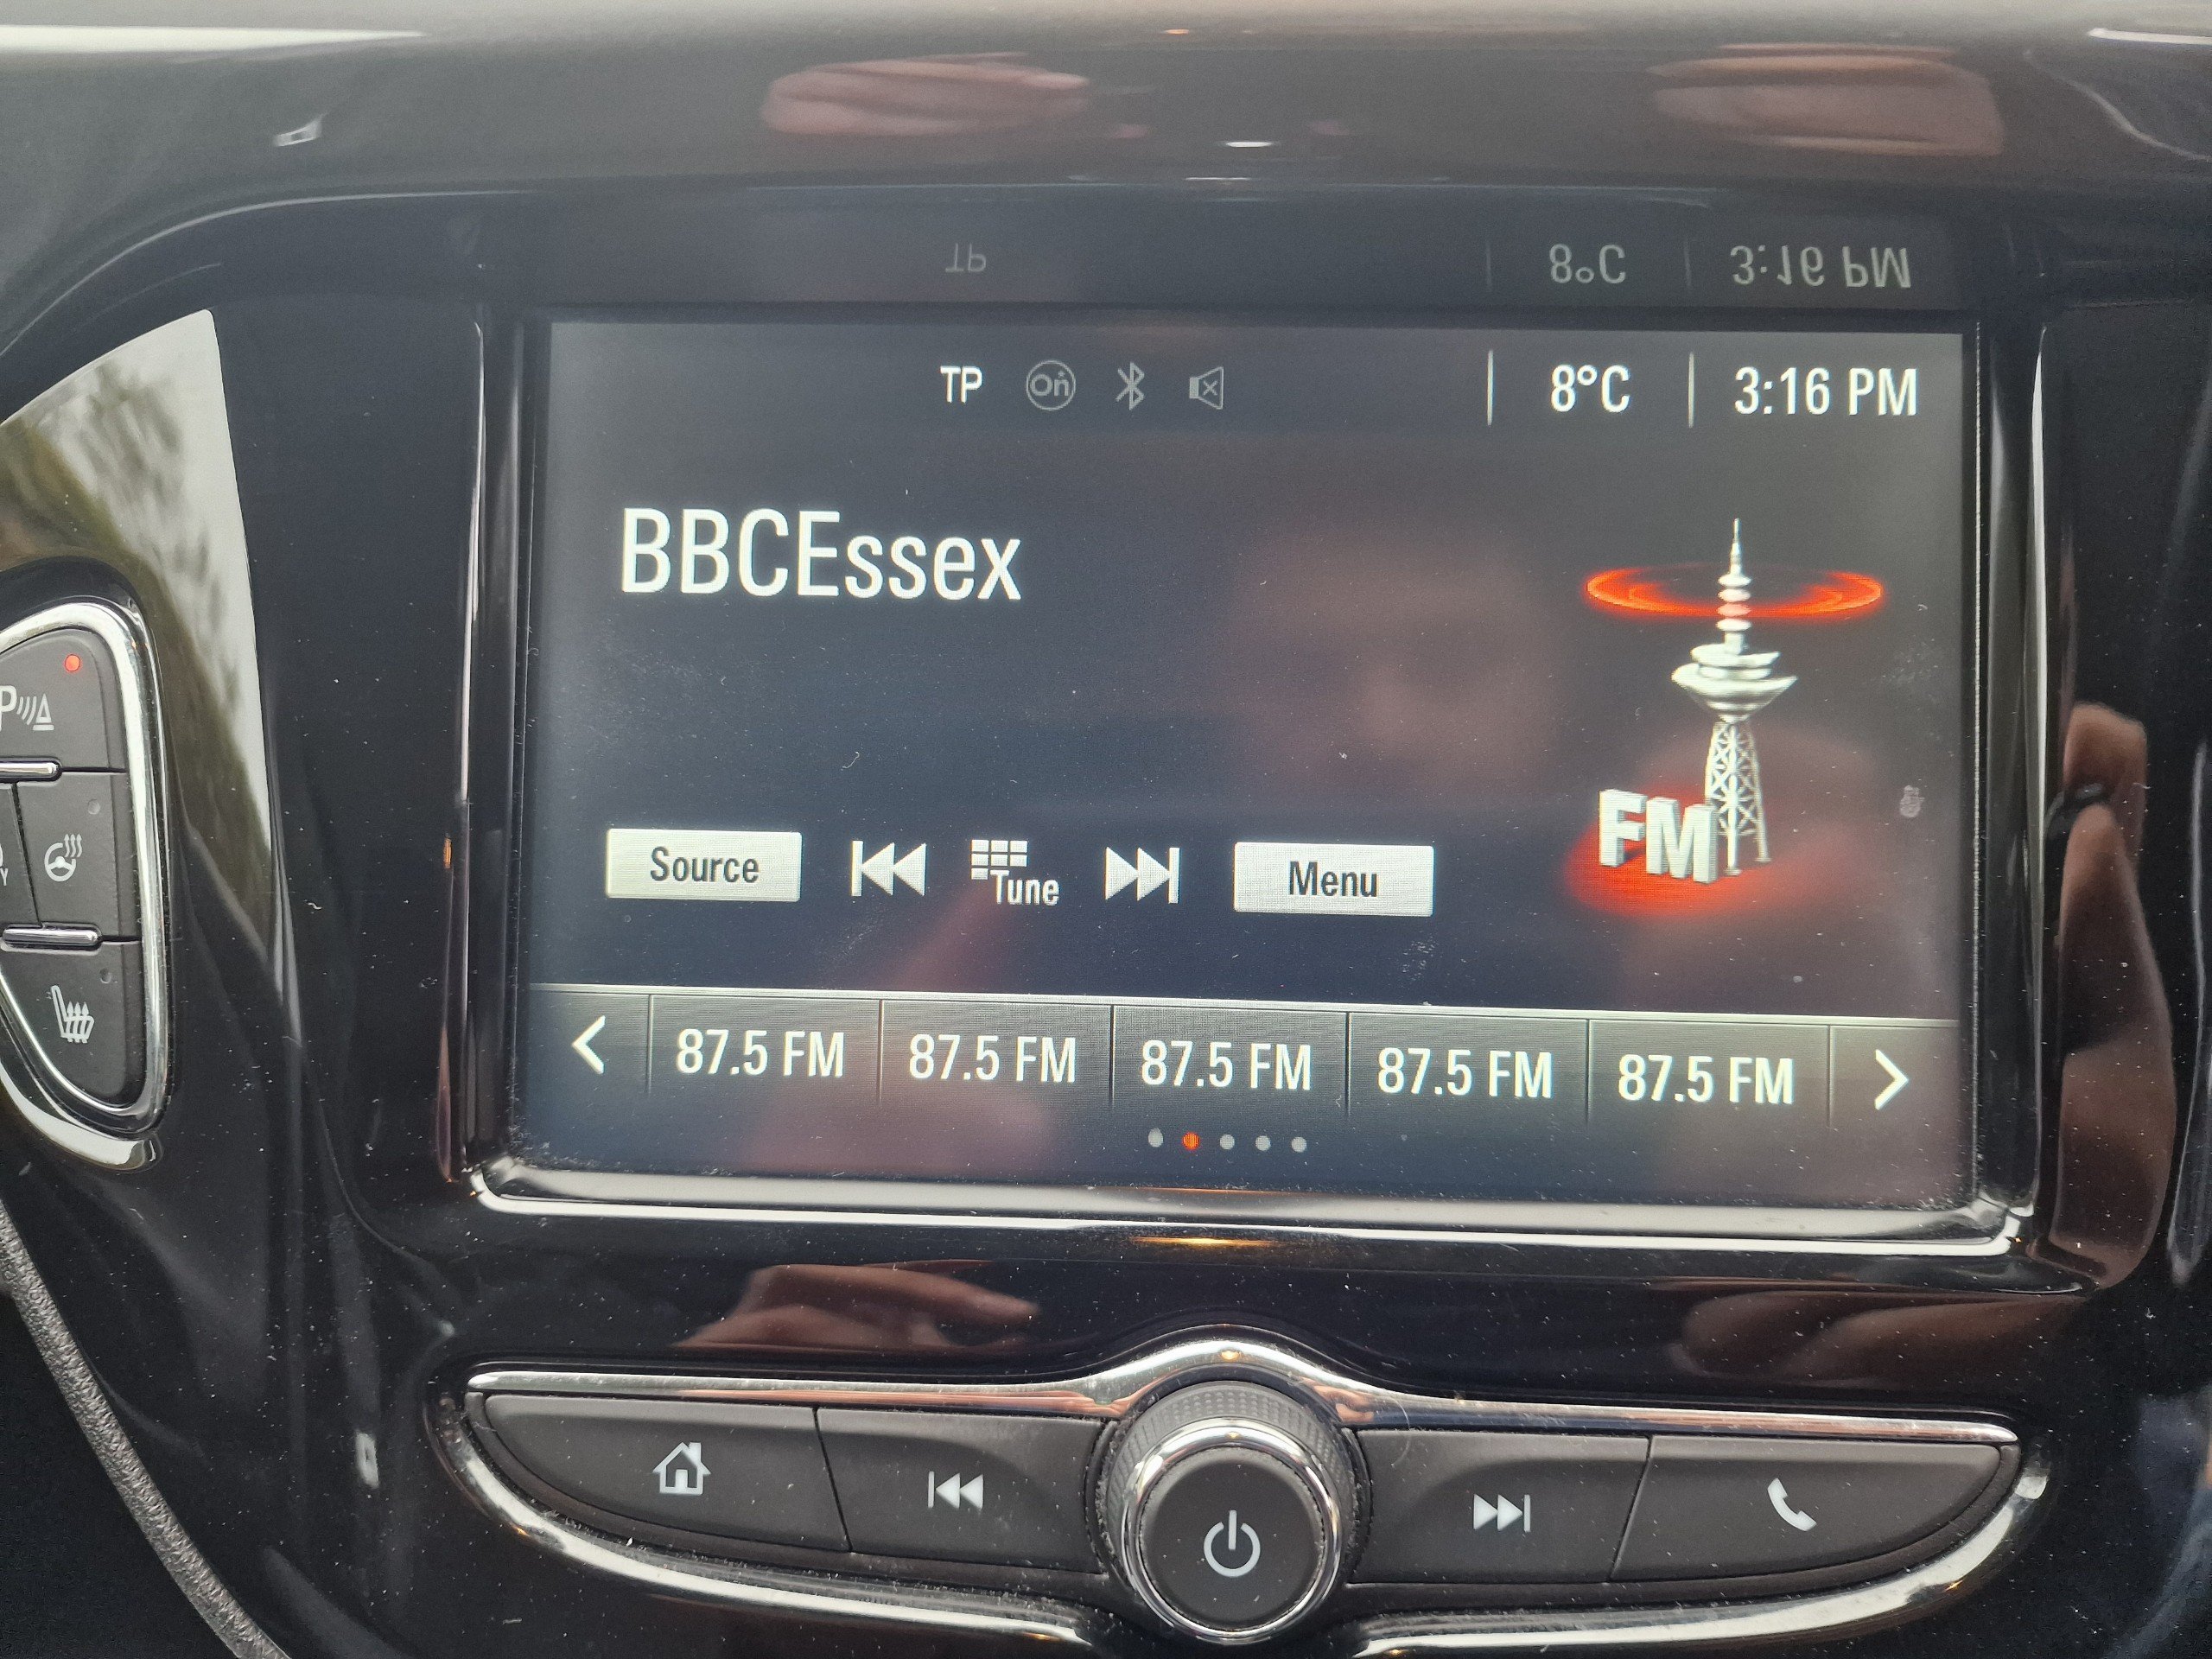 TP 8°C 3:16 PM
TP On 8°C 3:16 PM
BBCEssex
Source Tune Menu
FM
87.5 FM 87.5 FM 87.5 FM 87.5 FM 87.5 FM
P